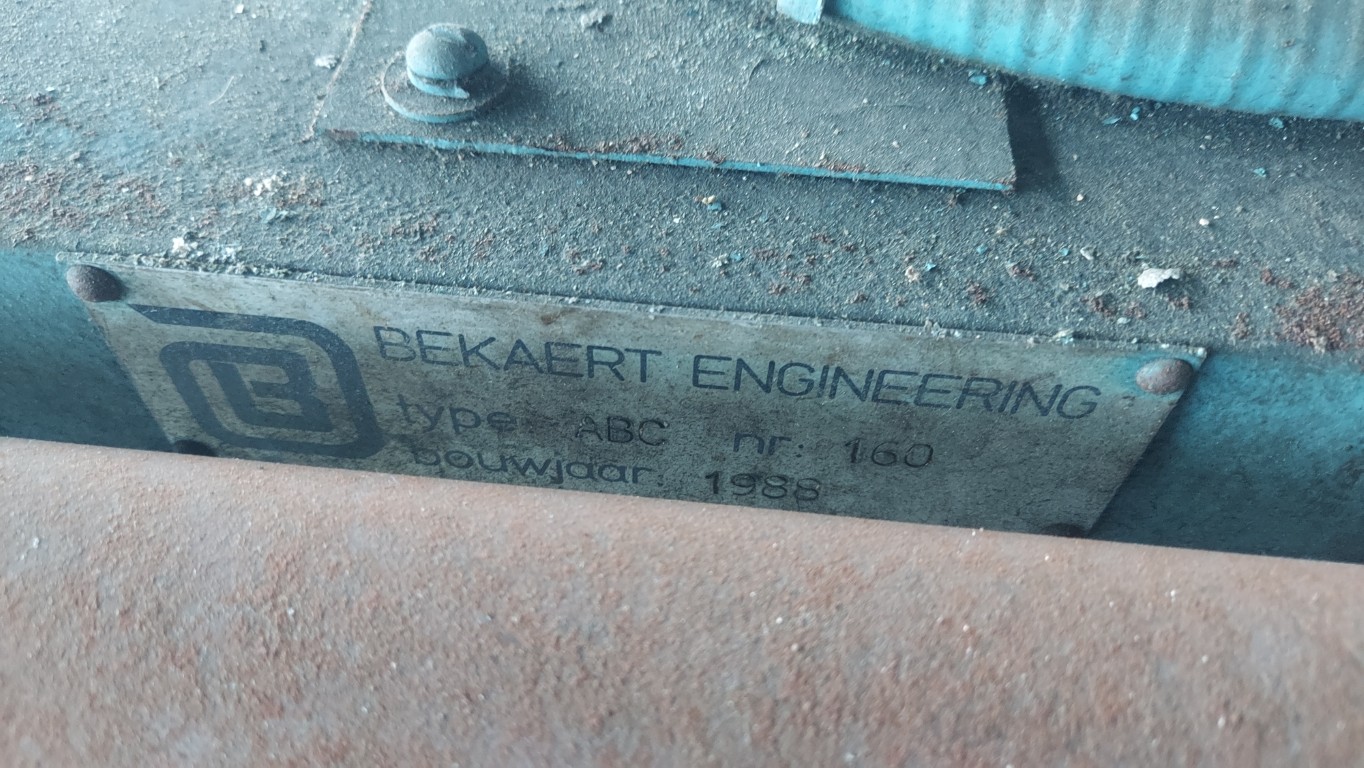 BEKAERT ENGINEERING
type: ABC nr: 160
bouwjaar: 1988